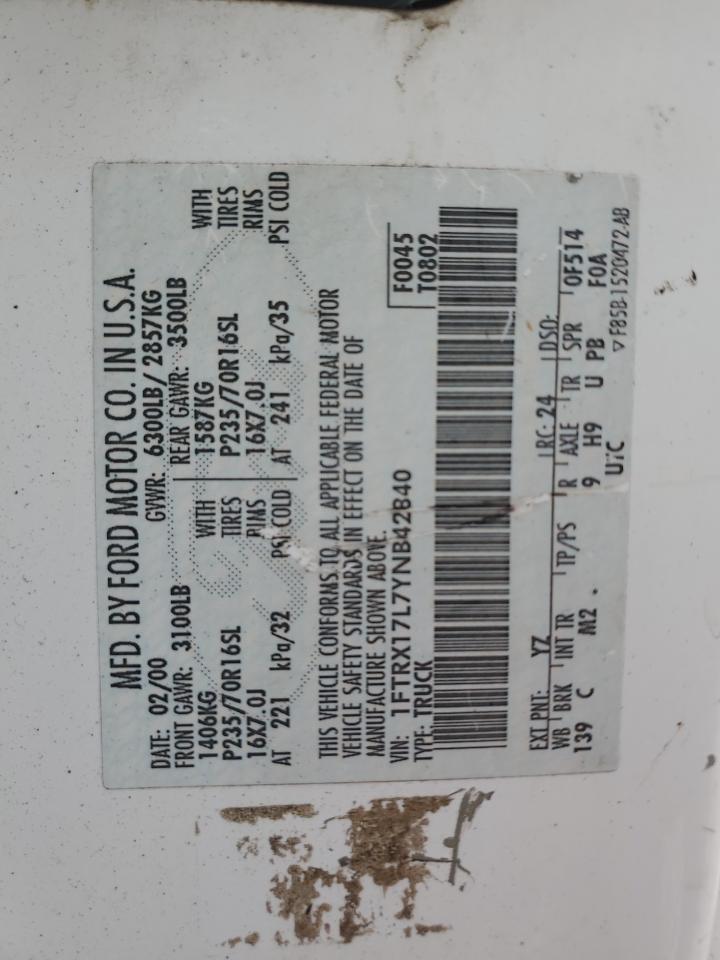 MFD. BY FORD MOTOR CO. IN U.S.A.
DATE: 02/00 GVWR: 6300LB/ 2857KG
FRONT GAWR: 3100LB REAR GAWR: 3500LB
1406KG WITH 1587KG WITH
P235/70R16SL TIRES P235/70R16SL TIRES
16X7.0J RIMS 16X7.0J RIMS
AT 221 kPa/32 PSI COLD AT 241 kPa/35 PSI COLD
THIS VEHICLE CONFORMS TO ALL APPLICABLE FEDERAL MOTOR
VEHICLE SAFETY STANDARDS IN EFFECT ON THE DATE OF
MANUFACTURE SHOWN ABOVE.
VIN: 1FTRX17L7YNB42840 F0045
TYPE: TRUCK T0802
EXT PNT: YZ RC: 24 DSO:
WB BRK INT TR TP/PS R AXLE TR SPR 0F514
139 C M2 9 H9 U PB F0A
UTC ▽F85B-1520472-AB